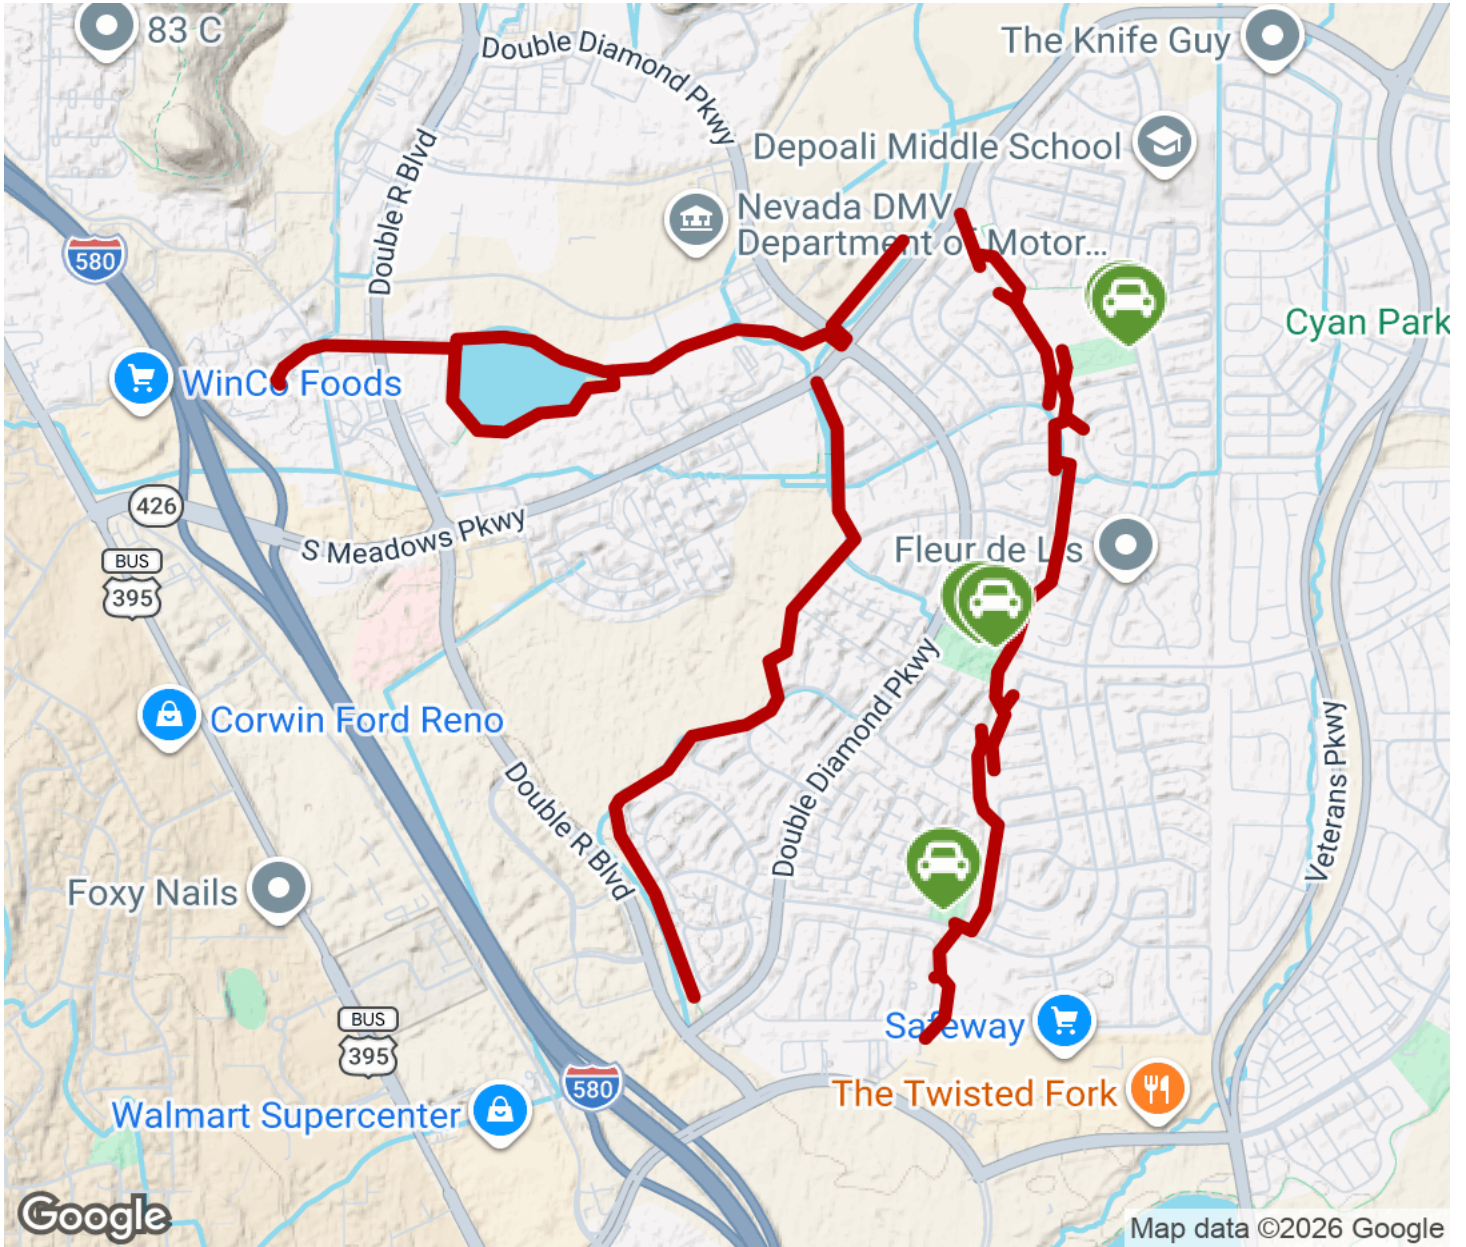 83 C
Double Diamond Pkwy
The Knife Guy
Double R Blvd
Depoali Middle School
Nevada DMV
Department of Motor...
580
Cyan Park
WinCo Foods
426
S Meadows Pkwy
BUS
395
Fleur de Lis
Corwin Ford Reno
Double Diamond Pkwy
Veterans Pkwy
Double R Blvd
Foxy Nails
BUS
395
Safeway
580
The Twisted Fork
Walmart Supercenter
Google
Map data ©2026 Google